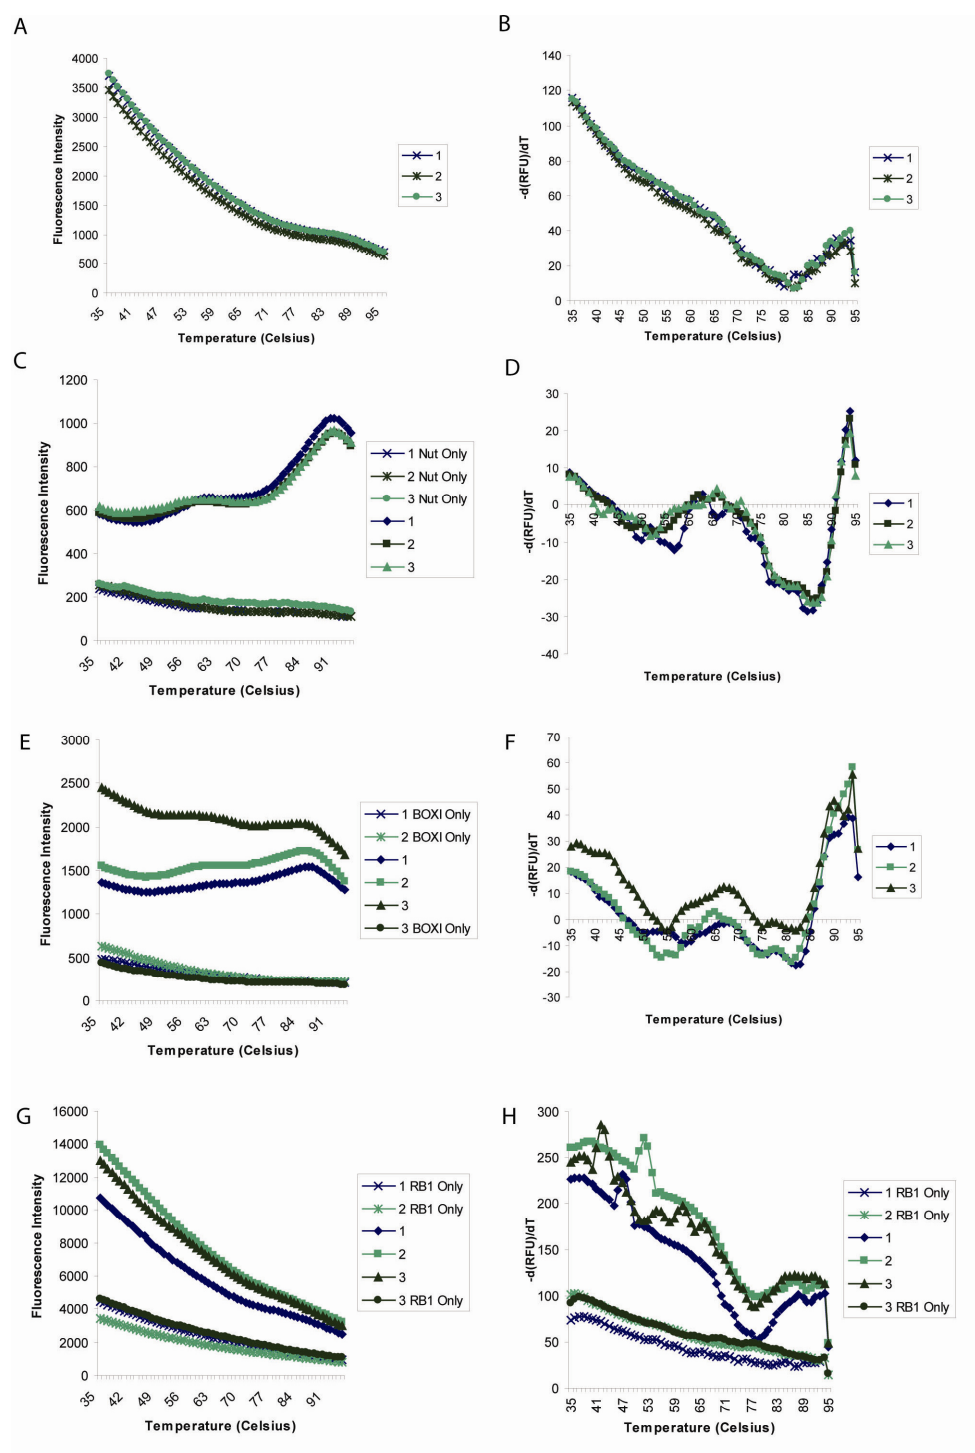 A
Fluorescence Intensity
4000
3500
3000
2500
2000
1500
1000
500
0
35 41 47 53 59 65 71 77 83 89 95
Temperature (Celsius)
1
2
3
B
-d(RFU)/dT
140
120
100
80
60
40
20
0
35 40 45 50 55 60 65 70 75 80 85 90 95
Temperature (Celsius)
1
2
3
C
Fluorescence Intensity
1200
1000
800
600
400
200
0
35 42 49 56 63 70 77 84 91
Temperature (Celsius)
1 Nut Only
2 Nut Only
3 Nut Only
1
2
3
D
-d(RFU)/dT
30
20
10
0
-10
-20
-30
-40
35 40 45 50 55 60 65 70 75 80 85 90 95
Temperature (Celsius)
1
2
3
E
Fluorescence Intensity
3000
2500
2000
1500
1000
500
0
35 42 49 56 63 70 77 84 91
Temperature (Celsius)
1 BOXI Only
2 BOXI Only
1
2
3
3 BOXI Only
F
-d(RFU)/dT
70
60
50
40
30
20
10
0
-10
-20
-30
35 40 45 50 55 60 65 70 75 80 85 90 95
Temperature (Celsius)
1
2
3
G
Fluorescence Intensity
16000
14000
12000
10000
8000
6000
4000
2000
0
35 42 49 56 63 70 77 84 91
Temperature (Celsius)
1 RB1 Only
2 RB1 Only
1
2
3
3 RB1 Only
H
-d(RFU)/dT
300
250
200
150
100
50
0
35 41 47 53 59 65 71 77 83 89 95
Temperature (Celsius)
1 RB1 Only
2 RB1 Only
1
2
3
3 RB1 Only